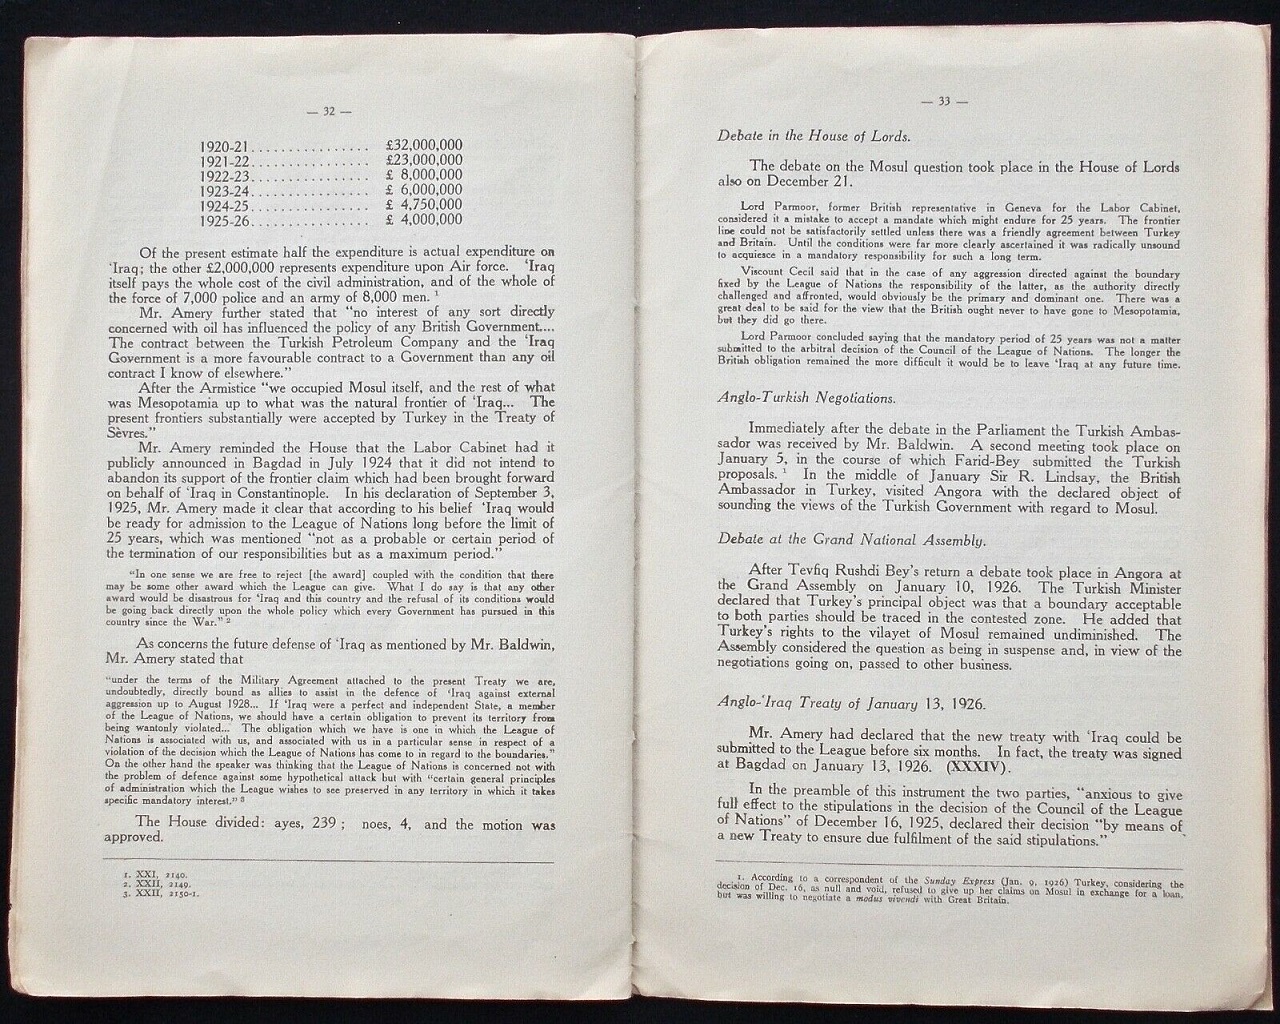 — 32 —
1920-21................ £32,000,000
1921-22................ £23,000,000
1922-23................ £ 8,000,000
1923-24................ £ 6,000,000
1924-25................ £ 4,750,000
1925-26................ £ 4,000,000
Of the present estimate half the expenditure is actual expenditure on
‘Iraq; the other £2,000,000 represents expenditure upon Air force. ‘Iraq
itself pays the whole cost of the civil administration, and of the whole of
the force of 7,000 police and an army of 8,000 men. 1
Mr. Amery further stated that “no interest of any sort directly
concerned with oil has influenced the policy of any British Government....
The contract between the Turkish Petroleum Company and the ‘Iraq
Government is a more favourable contract to a Government than any oil
contract I know of elsewhere.”
After the Armistice “we occupied Mosul itself, and the rest of what
was Mesopotamia up to what was the natural frontier of ‘Iraq... The
present frontiers substantially were accepted by Turkey in the Treaty of
Sèvres.”
Mr. Amery reminded the House that the Labor Cabinet had it
publicly announced in Bagdad in July 1924 that it did not intend to
abandon its support of the frontier claim which had been brought forward
on behalf of ‘Iraq in Constantinople. In his declaration of September 3,
1925, Mr. Amery made it clear that according to his belief ‘Iraq would
be ready for admission to the League of Nations long before the limit of
25 years, which was mentioned “not as a probable or certain period of
the termination of our responsibilities but as a maximum period.”
“In one sense we are free to reject [the award] coupled with the condition that there
may be some other award which the League can give. What I do say is that any other
award would be disastrous for ‘Iraq and this country and the refusal of its conditions would
be going back directly upon the whole policy which every Government has pursued in this
country since the War.” 2
As concerns the future defense of ‘Iraq as mentioned by Mr. Baldwin,
Mr. Amery stated that
“under the terms of the Military Agreement attached to the present Treaty we are,
undoubtedly, directly bound as allies to assist in the defence of ‘Iraq against external
aggression up to August 1928... If ‘Iraq were a perfect and independent State, a member
of the League of Nations, we should have a certain obligation to prevent its territory from
being wantonly violated... The obligation which we have is one in which the League of
Nations is associated with us, and associated with us in a particular sense in respect of a
violation of the decision which the League of Nations has come to in regard to the boundaries.”
On the other hand the speaker was thinking that the League of Nations is concerned not with
the problem of defence against some hypothetical attack but with “certain general principles
of administration which the League wishes to see preserved in any territory in which it takes
specific mandatory interest.” 3
The House divided: ayes, 239 ; noes, 4, and the motion was
approved.
1. XXI, 2140.
2. XXII, 2149.
3. XXII, 2150-1.
— 33 —
Debate in the House of Lords.
The debate on the Mosul question took place in the House of Lords
also on December 21.
Lord Parmoor, former British representative in Geneva for the Labor Cabinet,
considered it a mistake to accept a mandate which might endure for 25 years. The frontier
line could not be satisfactorily settled unless there was a friendly agreement between Turkey
and Britain. Until the conditions were far more clearly ascertained it was radically unsound
to acquiesce in a mandatory responsibility for such a long term.
Viscount Cecil said that in the case of any aggression directed against the boundary
fixed by the League of Nations the responsibility of the latter, as the authority directly
challenged and affronted, would obviously be the primary and dominant one. There was a
great deal to be said for the view that the British ought never to have gone to Mesopotamia,
but they did go there.
Lord Parmoor concluded saying that the mandatory period of 25 years was not a matter
submitted to the arbitral decision of the Council of the League of Nations. The longer the
British obligation remained the more difficult it would be to leave ‘Iraq at any future time.
Anglo-Turkish Negotiations.
Immediately after the debate in the Parliament the Turkish Ambas-
sador was received by Mr. Baldwin. A second meeting took place on
January 5, in the course of which Farid-Bey submitted the Turkish
proposals. 1 In the middle of January Sir R. Lindsay, the British
Ambassador in Turkey, visited Angora with the declared object of
sounding the views of the Turkish Government with regard to Mosul.
Debate at the Grand National Assembly.
After Tevfiq Rushdi Bey’s return a debate took place in Angora at
the Grand Assembly on January 10, 1926. The Turkish Minister
declared that Turkey’s principal object was that a boundary acceptable
to both parties should be traced in the contested zone. He added that
Turkey’s rights to the vilayet of Mosul remained undiminished. The
Assembly considered the question as being in suspense and, in view of the
negotiations going on, passed to other business.
Anglo-‘Iraq Treaty of January 13, 1926.
Mr. Amery had declared that the new treaty with ‘Iraq could be
submitted to the League before six months. In fact, the treaty was signed
at Bagdad on January 13, 1926. (XXXIV).
In the preamble of this instrument the two parties, “anxious to give
full effect to the stipulations in the decision of the Council of the League
of Nations” of December 16, 1925, declared their decision “by means of
a new Treaty to ensure due fulfilment of the said stipulations.”
1. According to a correspondent of the Sunday Express (Jan. 9, 1926) Turkey, considering the
decision of Dec. 16, as null and void, refused to give up her claims on Mosul in exchange for a loan,
but was willing to negotiate a modus vivendi with Great Britain.